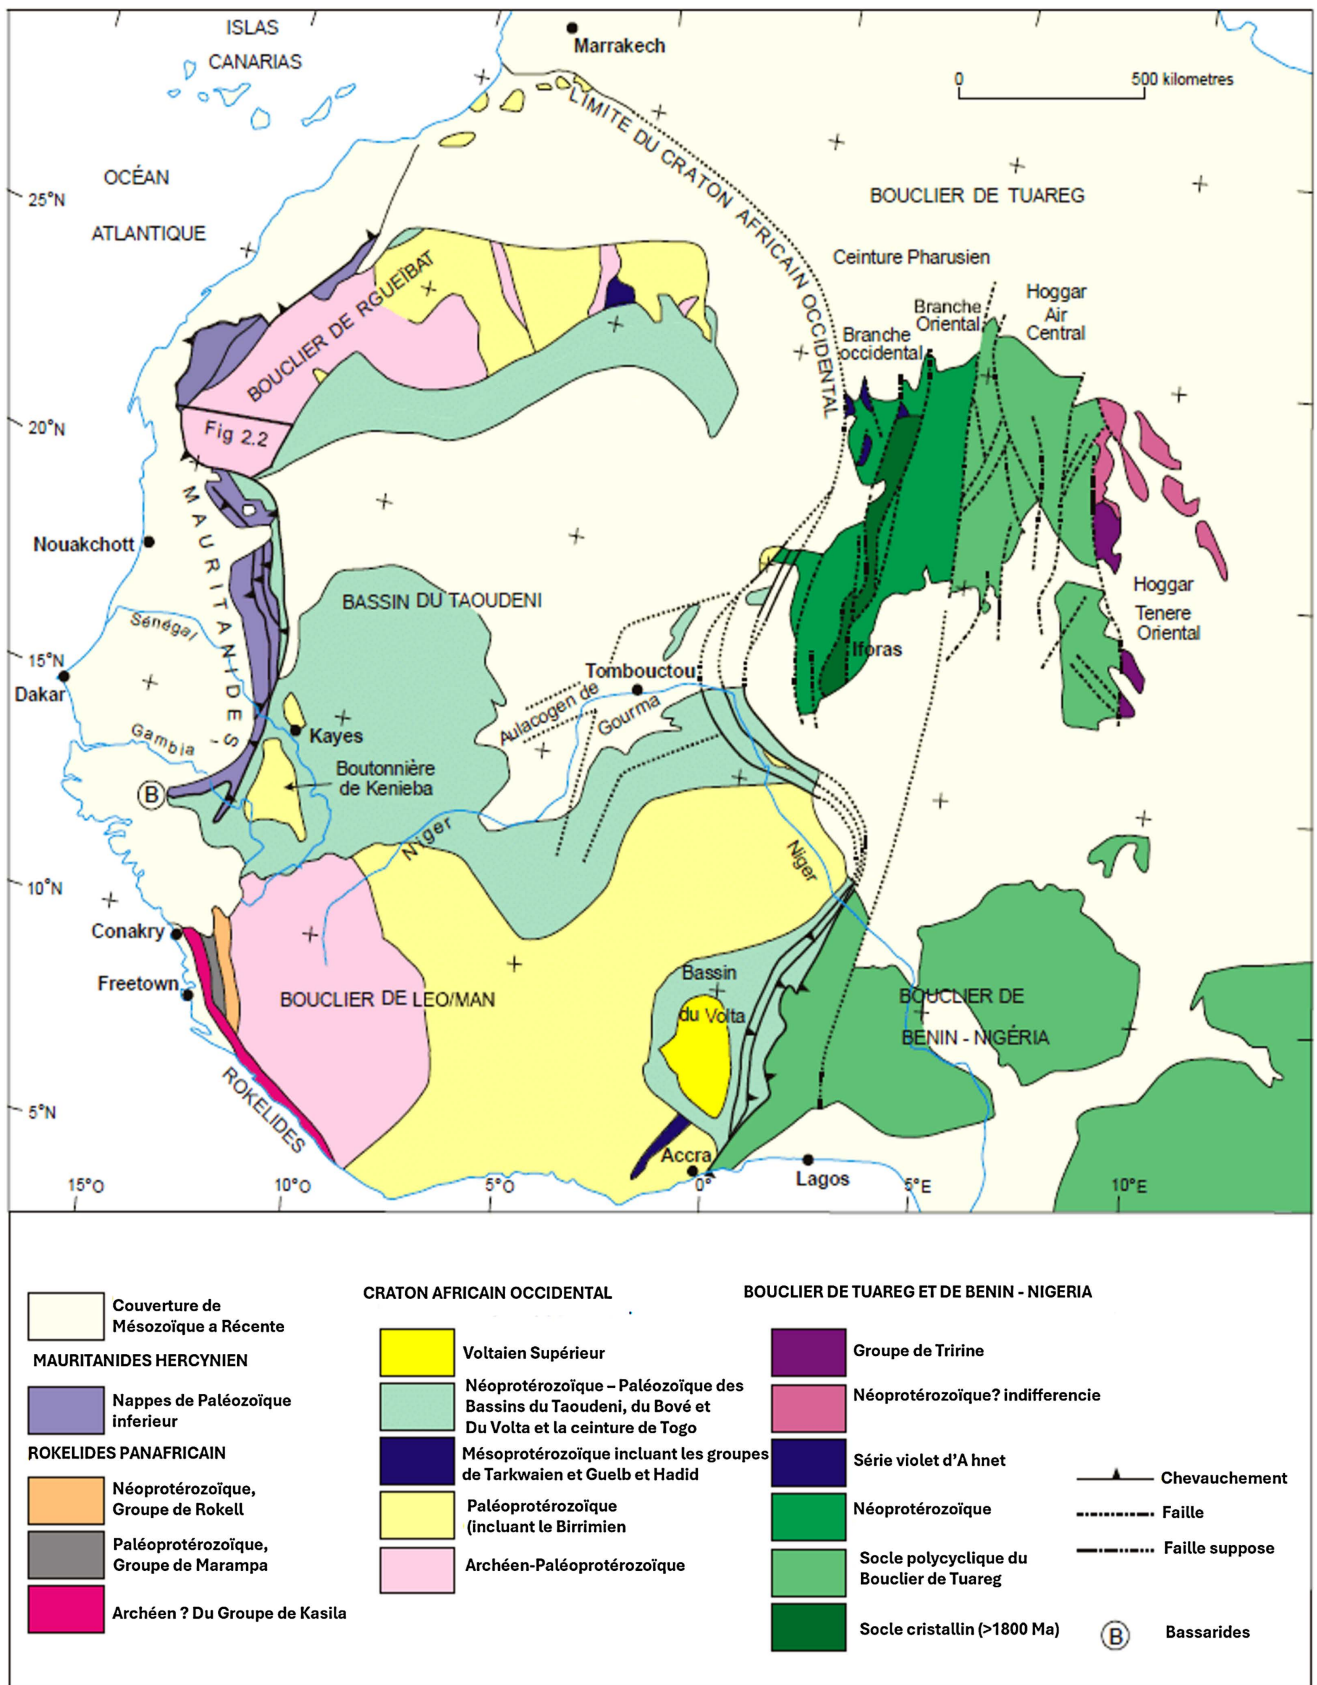 ISLAS
CANARIAS
Marrakech
0 500 kilometres
LIMITE DU CRATON AFRICAIN OCCIDENTAL
OCÉAN
ATLANTIQUE
25°N
BOUCLIER DE TUAREG
Ceinture Pharusien
Branche
Oriental
Hoggar
Air
Central
Branche
occidental
BOUCLIER DE RGUEÏBAT
20°N
Fig 2.2
MAURITANIDES
Nouakchott
BASSIN DU TAOUDENI
Hoggar
Tenere
Oriental
Sénégal
15°N
Dakar
Iforas
Tombouctou
Aulacogen de
Gourma
Gambia
Kayes
Boutonnière
de Kenieba
B
Niger
Niger
10°N
Conakry
Freetown
BOUCLIER DE LEO/MAN
Bassin
du Volta
BOUCLIER DE
BENIN - NIGÉRIA
ROKELIDES
5°N
Accra
Lagos
15°O 10°O 5°O 0° 5°E 10°E
Couverture de
Mésozoïque a Récente
MAURITANIDES HERCYNIEN
Nappes de Paléozoïque
inferieur
ROKELIDES PANAFRICAIN
Néoprotérozoïque,
Groupe de Rokell
Paléoprotérozoïque,
Groupe de Marampa
Archéen ? Du Groupe de Kasila
CRATON AFRICAIN OCCIDENTAL
Voltaien Supérieur
Néoprotérozoïque – Paléozoïque des
Bassins du Taoudeni, du Bové et
Du Volta et la ceinture de Togo
Mésoprotérozoïque incluant les groupes
de Tarkwaien et Guelb et Hadid
Paléoprotérozoïque
(incluant le Birrimien
Archéen-Paléoprotérozoïque
BOUCLIER DE TUAREG ET DE BENIN - NIGERIA
Groupe de Tririne
Néoprotérozoïque? indifferencie
Série violet d'A hnet
Néoprotérozoïque
Socle polycyclique du
Bouclier de Tuareg
Socle cristallin (>1800 Ma)
Chevauchement
Faille
Faille suppose
B Bassarides